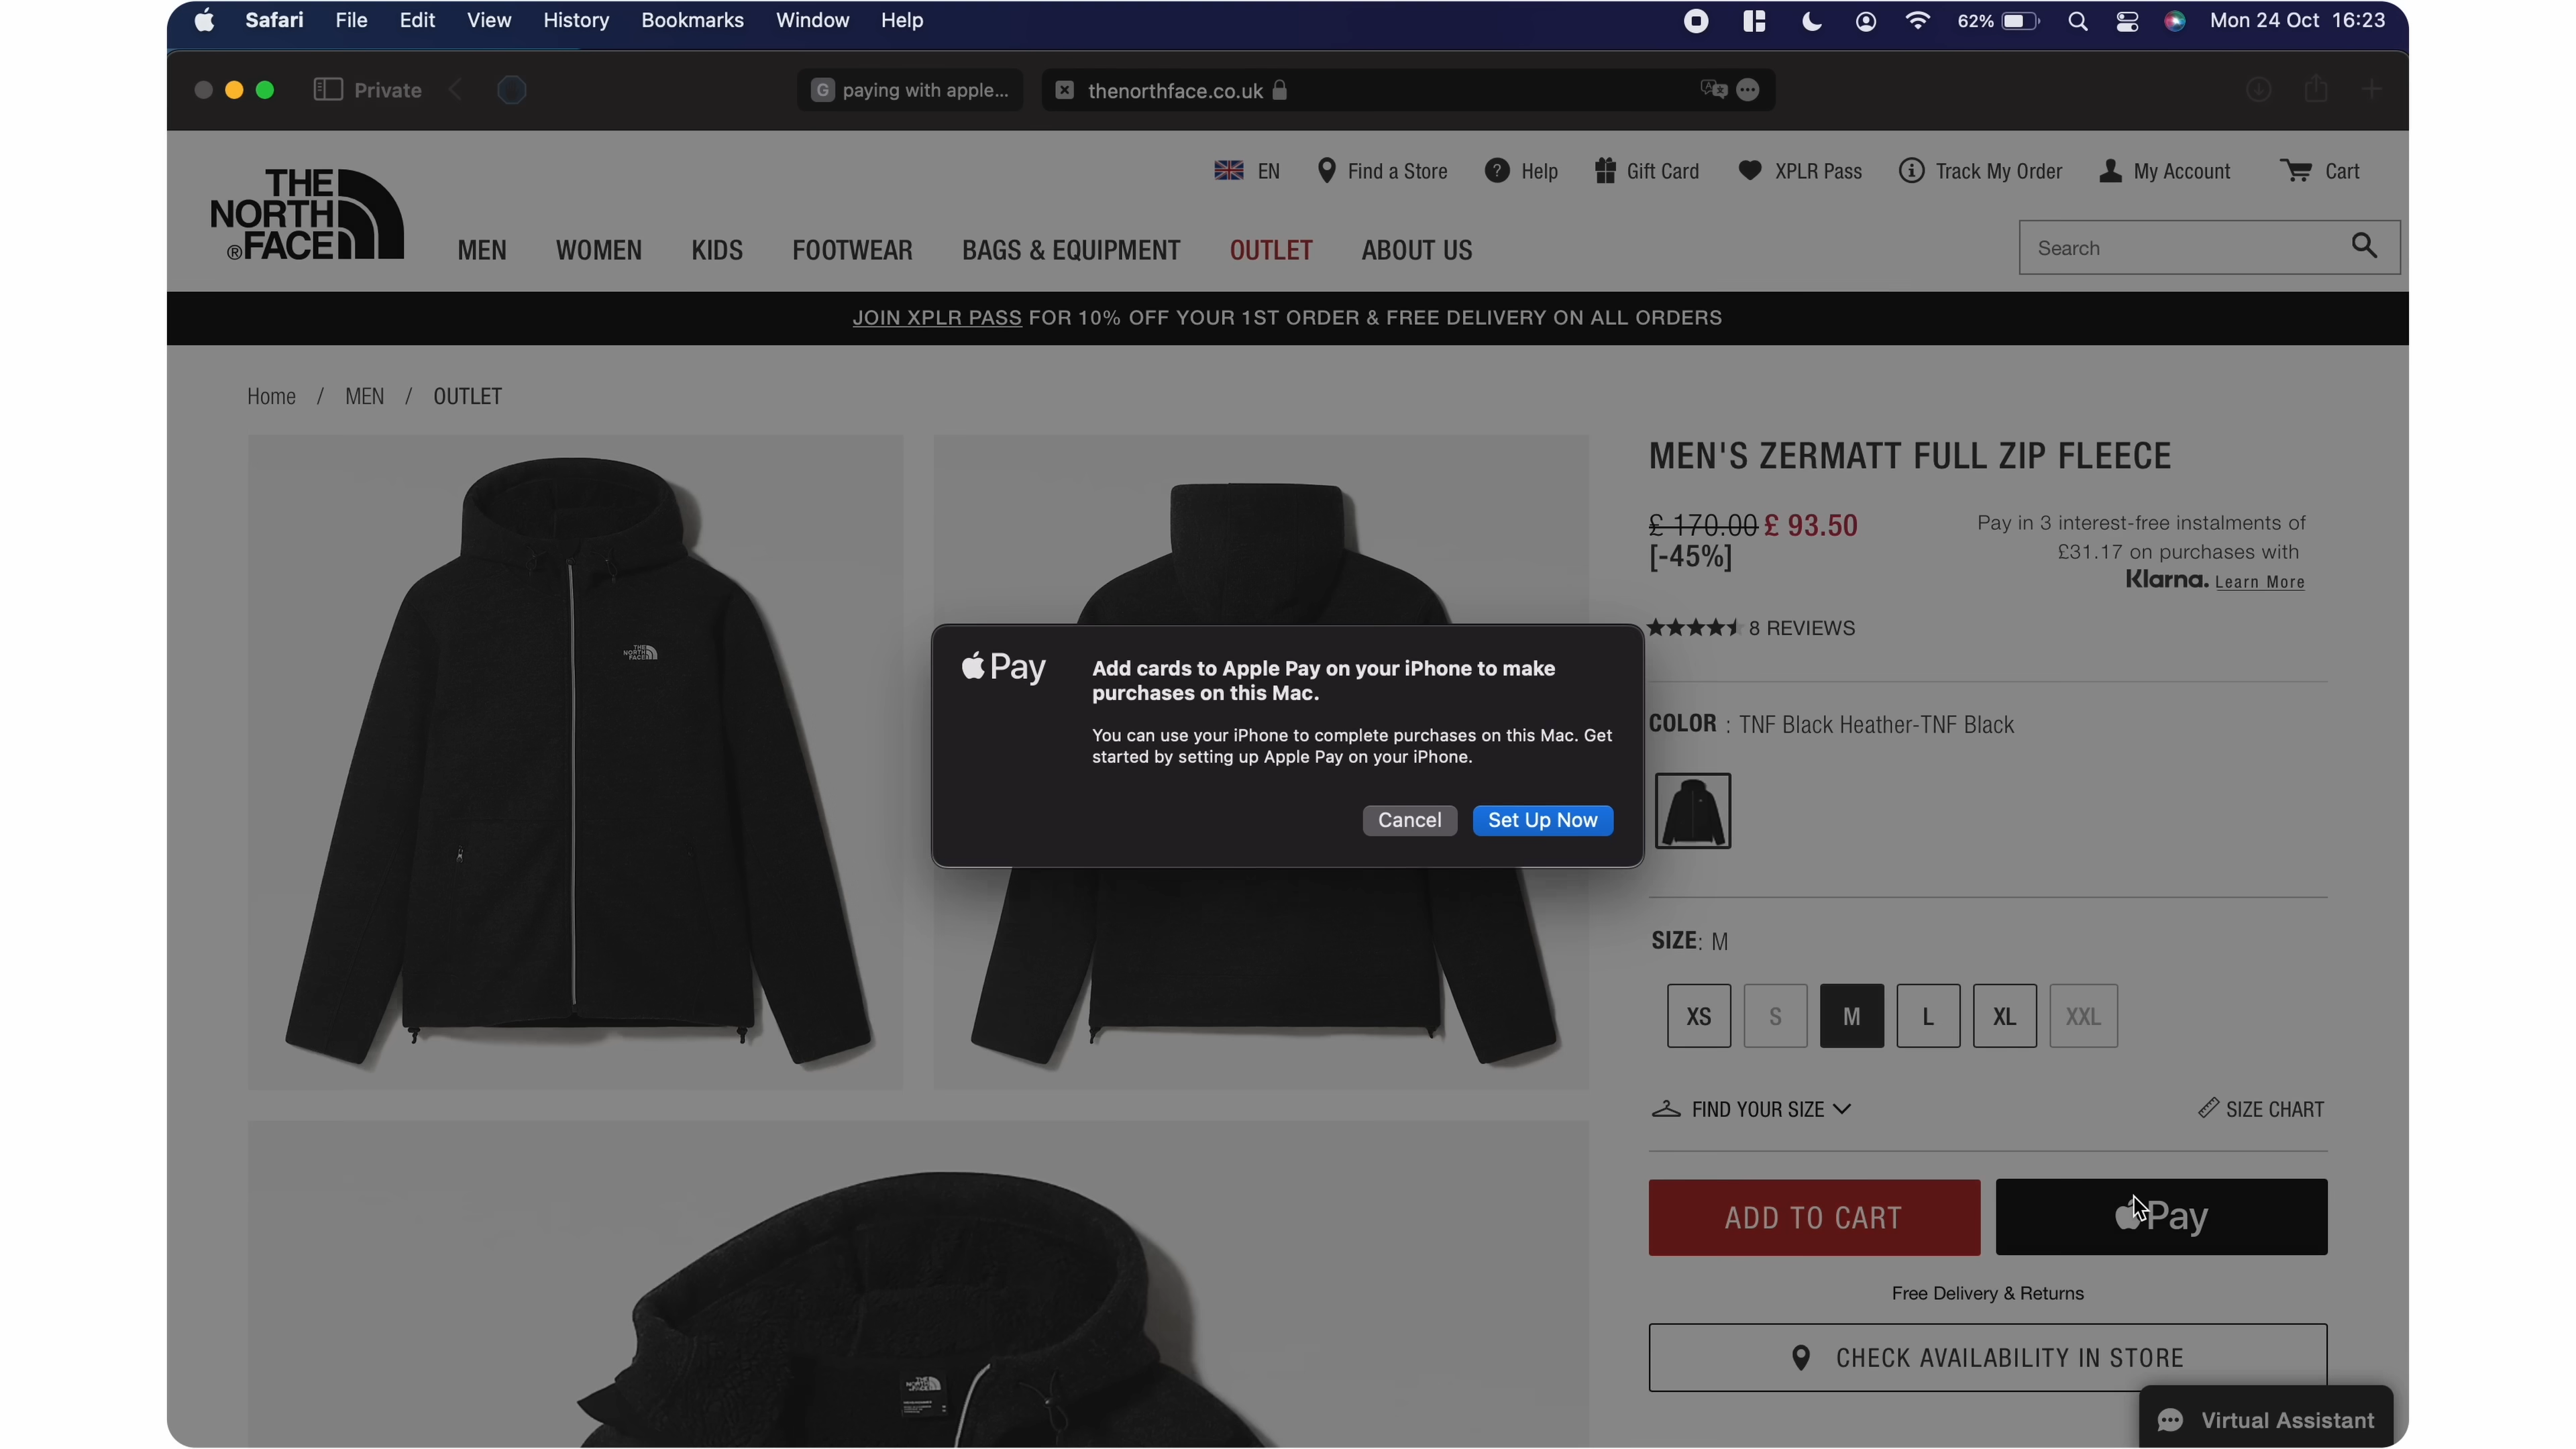 Safari File Edit View History Bookmarks Window Help
62% Mon 24 Oct 16:23
Private
G paying with apple...
thenorthface.co.uk
EN Find a Store Help Gift Card XPLR Pass Track My Order My Account Cart
THE
NORTH
®FACE
MEN WOMEN KIDS FOOTWEAR BAGS & EQUIPMENT OUTLET ABOUT US
Search
JOIN XPLR PASS FOR 10% OFF YOUR 1ST ORDER & FREE DELIVERY ON ALL ORDERS
Home / MEN / OUTLET
THE
NORTH
FACE
MEN'S ZERMATT FULL ZIP FLEECE
£ 170.00 £ 93.50
[-45%]
Pay in 3 interest-free instalments of
£31.17 on purchases with
Klarna. Learn More
8 REVIEWS
Pay
Add cards to Apple Pay on your iPhone to make
purchases on this Mac.
You can use your iPhone to complete purchases on this Mac. Get
started by setting up Apple Pay on your iPhone.
Cancel Set Up Now
COLOR : TNF Black Heather-TNF Black
SIZE: M
XS S M L XL XXL
FIND YOUR SIZE
SIZE CHART
ADD TO CART
Pay
Free Delivery & Returns
CHECK AVAILABILITY IN STORE
THE
NORTH
FACE
Virtual Assistant